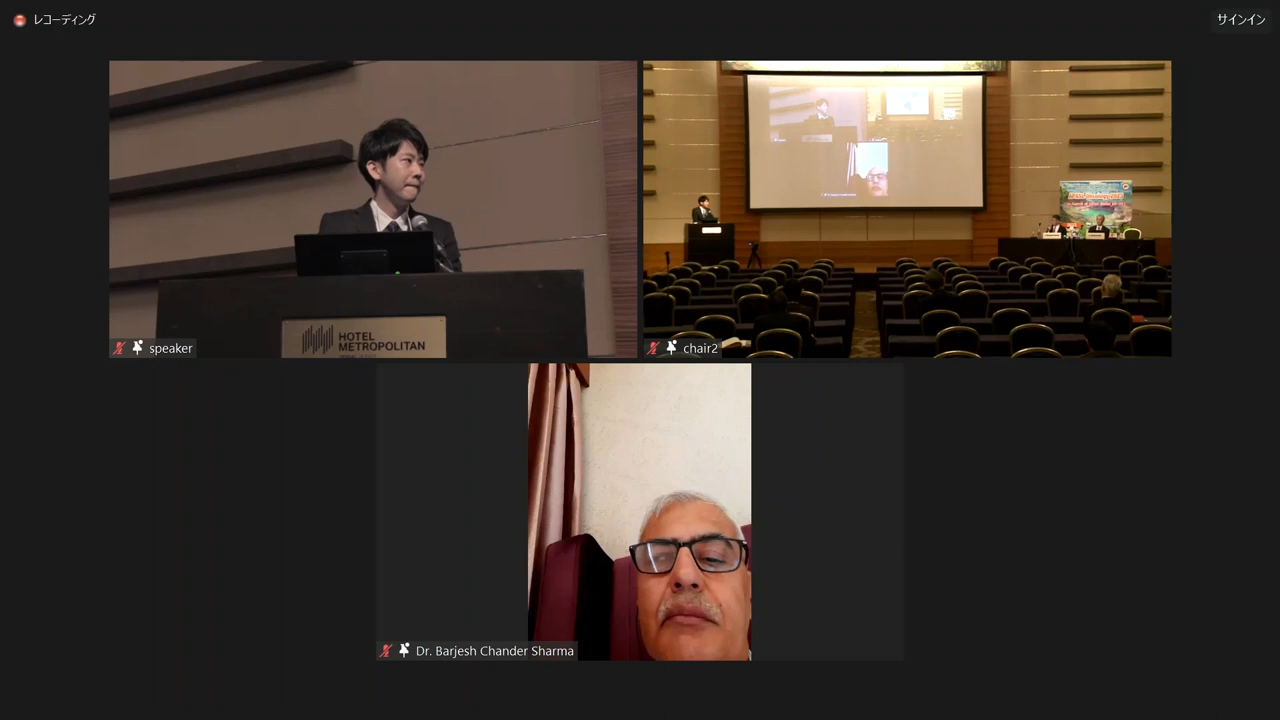 レコーディング
サインイン
HOTEL
METROPOLITAN
speaker
chair2
Dr. Barjesh Chander Sharma